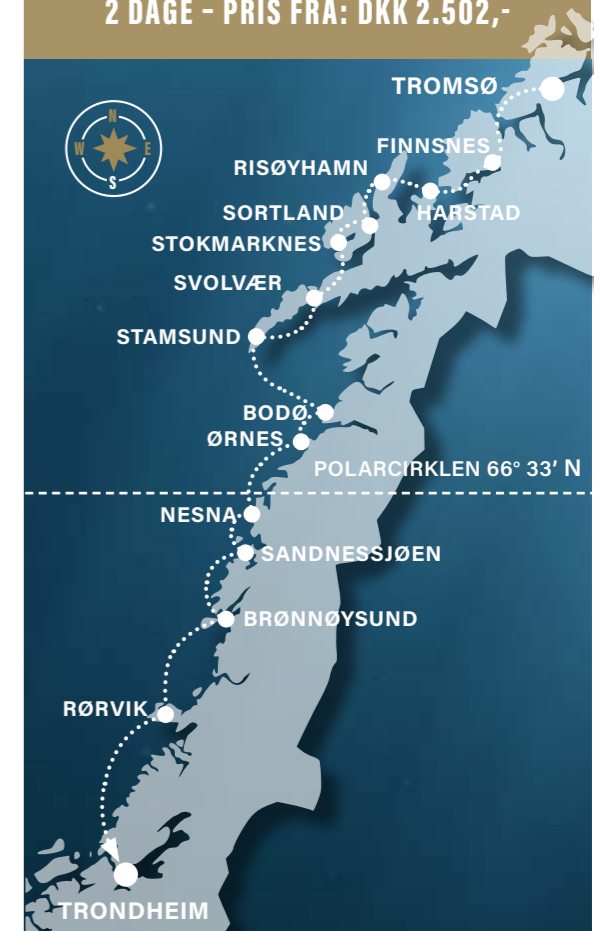 2 DAGE – PRIS FRA: DKK 2.502,-
TROMSØ
N
W E
S
FINNSNES
RISØYHAMN
SORTLAND
HARSTAD
STOKMARKNES
SVOLVÆR
STAMSUND
BODØ
ØRNES
POLARCIRKLEN 66° 33′ N
NESNA
SANDNESSJØEN
BRØNNØYSUND
RØRVIK
TRONDHEIM